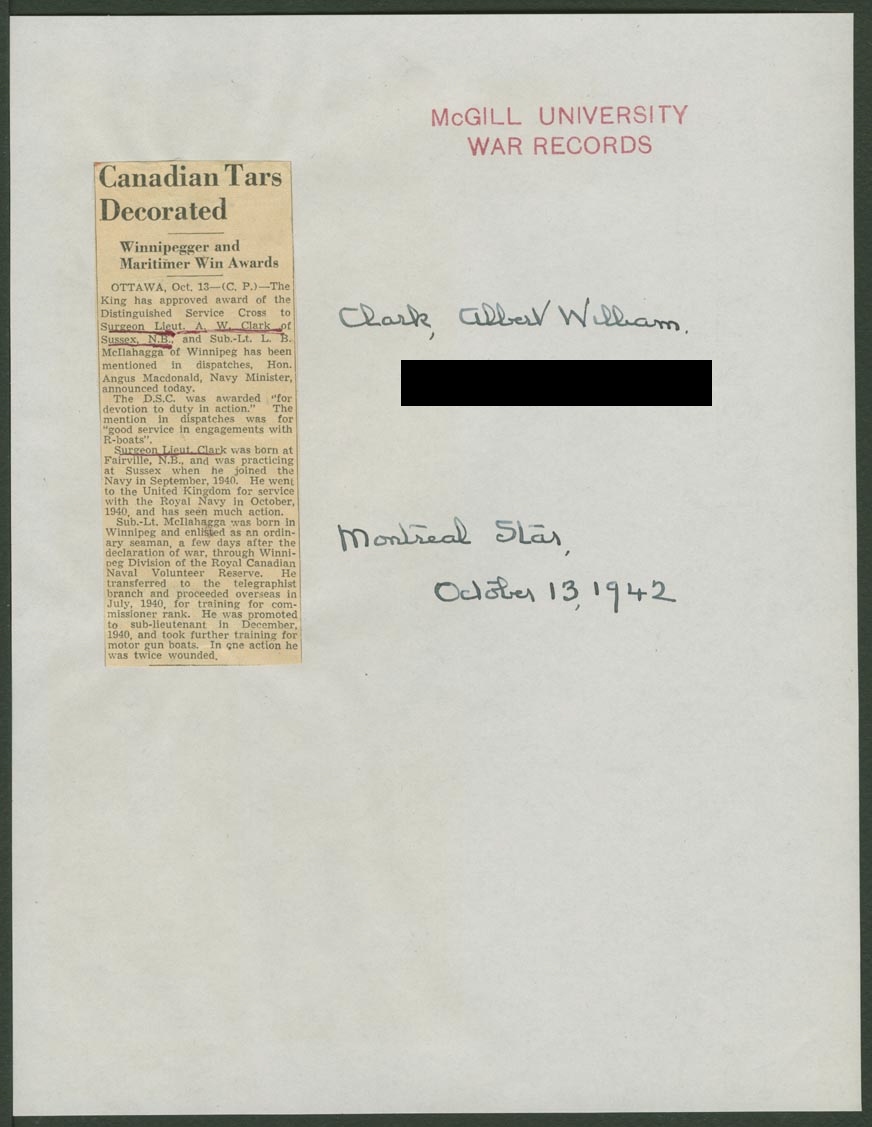 McGILL UNIVERSITY
WAR RECORDS
Canadian Tars
Decorated
Winnipegger and
Maritimer Win Awards
OTTAWA, Oct. 13—(C. P.)—The
King has approved award of the
Distinguished Service Cross to
Surgeon Lieut. A. W. Clark of
Sussex, N.B., and Sub.-Lt. L. B.
McIlahagga of Winnipeg has been
mentioned in dispatches, Hon.
Angus Macdonald, Navy Minister,
announced today.
The D.S.C. was awarded "for
devotion to duty in action." The
mention in dispatches was for
"good service in engagements with
R-boats".
Surgeon Lieut. Clark was born at
Fairville, N.B., and was practicing
at Sussex when he joined the
Navy in September, 1940. He went
to the United Kingdom for service
with the Royal Navy in October,
1940, and has seen much action.
Sub.-Lt. McIlahagga was born in
Winnipeg and enlisted as an ordin-
ary seaman, a few days after the
declaration of war, through Winni-
peg Division of the Royal Canadian
Naval Volunteer Reserve. He
transferred to the telegraphist
branch and proceeded overseas in
July, 1940, for training for com-
missioner rank. He was promoted
to sub-lieutenant in December,
1940, and took further training for
motor gun boats. In one action he
was twice wounded.
Clark, Albert William.
Montreal Star,
October 13, 1942